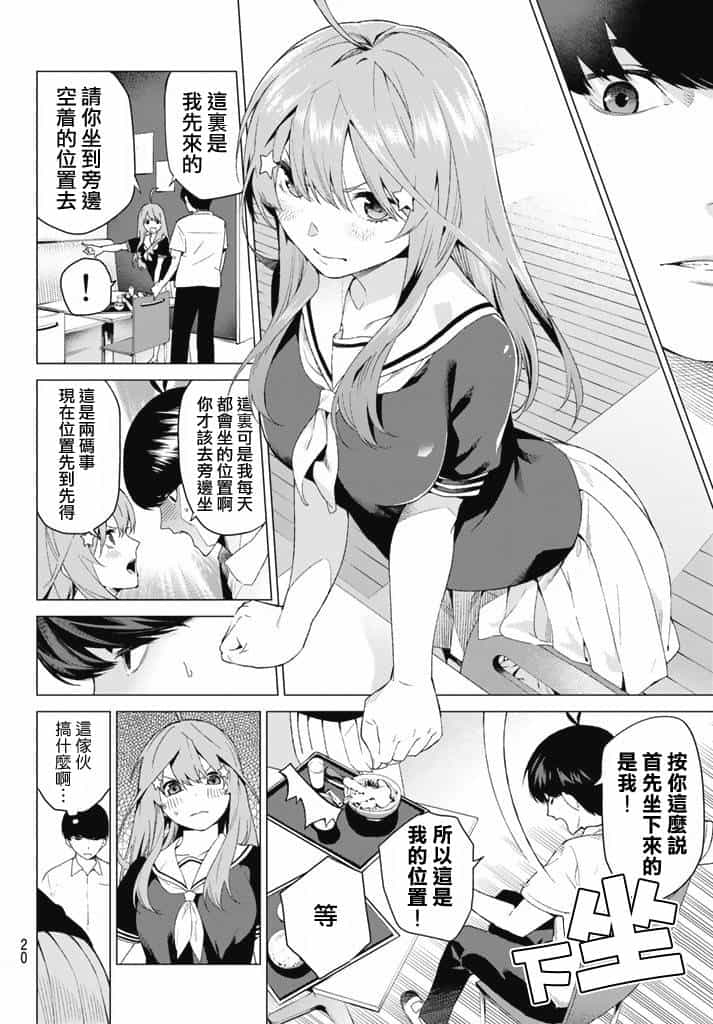 這裏是
我先來的
請你坐到旁邊
空着的位置去
！
這裏可是我每天
都會坐的位置啊
你才該去旁邊坐
這是兩碼事
現在位置先到先得
按你這麼說
首先坐下來的
是我！
坐下
所以這是
我的位置！
等
這傢伙
搞什麼啊…
20